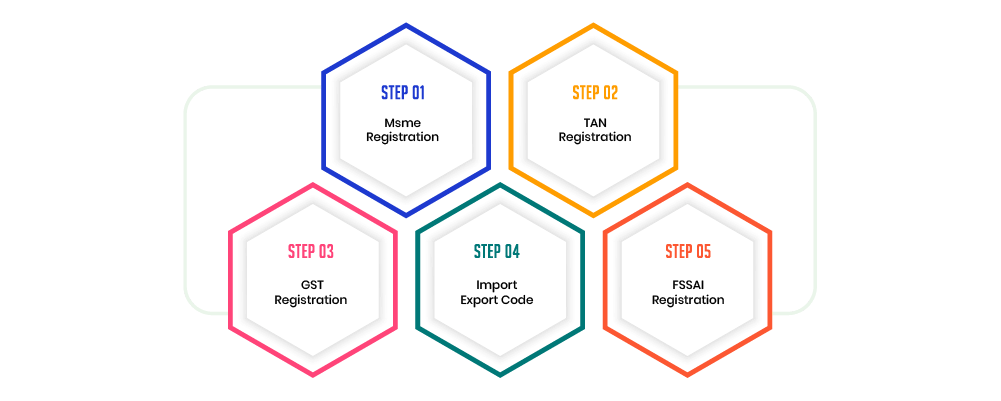 STEP 01
Msme
Registration
STEP 02
TAN
Registration
STEP 03
GST
Registration
STEP 04
Import
Export Code
STEP 05
FSSAI
Registration